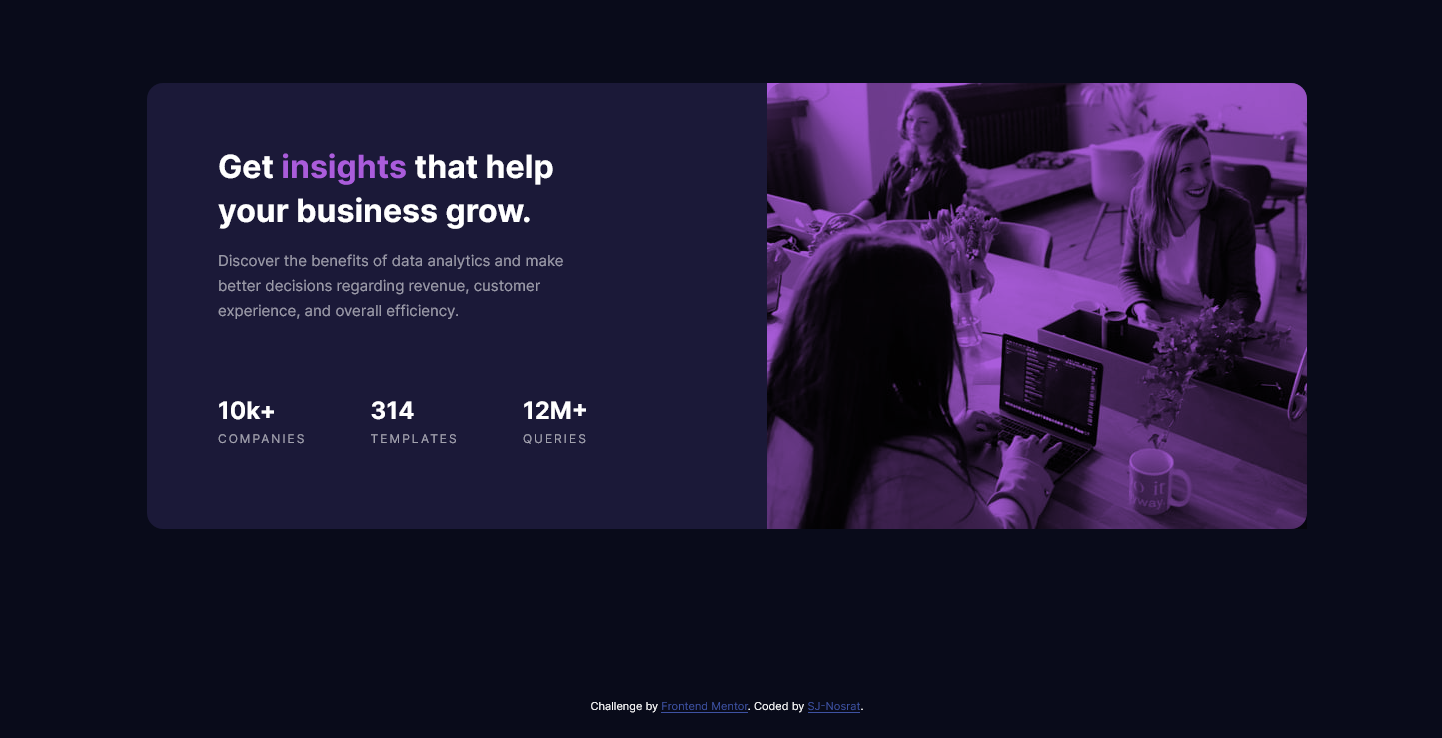 Get insights that help
your business grow.
Discover the benefits of data analytics and make
better decisions regarding revenue, customer
experience, and overall efficiency.
10k+ 314 12M+
COMPANIES TEMPLATES QUERIES
Challenge by Frontend Mentor. Coded by SJ-Nosrat.